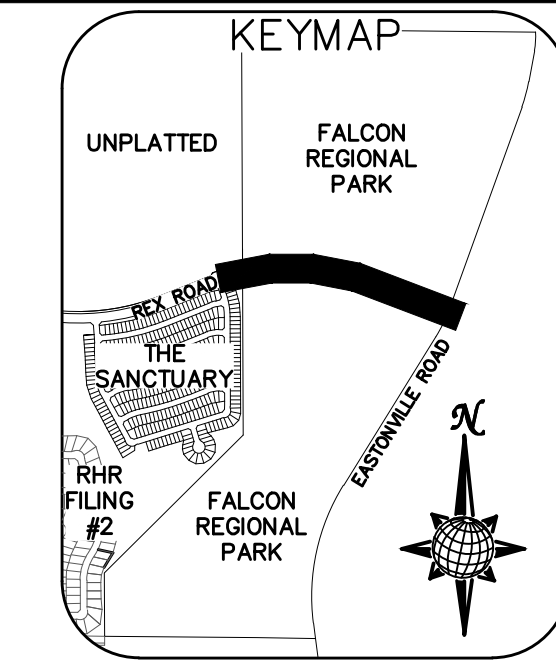 KEYMAP
UNPLATTED
FALCON
REGIONAL
PARK
REX ROAD
THE
SANCTUARY
EASTONVILLE ROAD
N
RHR
FILING
#2
FALCON
REGIONAL
PARK